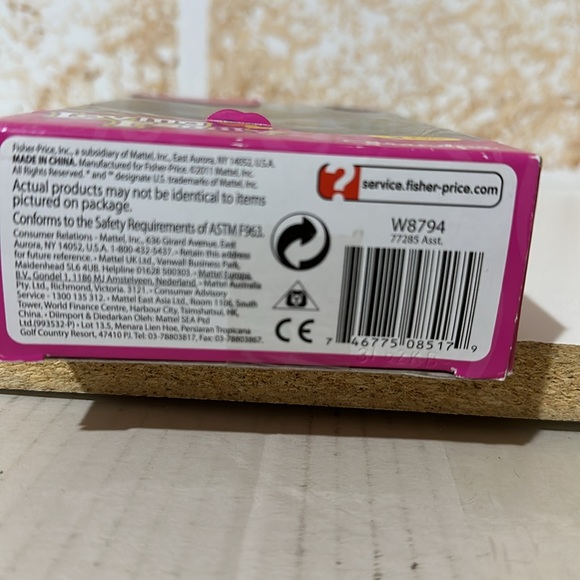 Fisher-Price, Inc., a subsidiary of Mattel, Inc., East Aurora, NY 14052, U.S.A.
MADE IN CHINA. Manufactured for Fisher-Price. ©2011 Mattel, Inc.
All Rights Reserved. ® and ™ designate U.S. trademarks of Mattel, Inc.
Actual products may not be identical to items
pictured on package.
Conforms to the Safety Requirements of ASTM F963.
Consumer Relations - Mattel, Inc., 636 Girard Avenue, East
Aurora, NY 14052, U.S.A. 1-800-432-5437. • Retain this address
for future reference. • Mattel UK Ltd., Vanwall Business Park,
Maidenhead SL6 4UB. Helpline 01628 500303. • Mattel Europa,
B.V., Gondel 1, 1186 MJ Amstelveen, Nederland. • Mattel Australia
Pty. Ltd., Richmond, Victoria. 3121. • Consumer Advisory
Service - 1300 135 312. • Mattel East Asia Ltd., Room 1106, South
Tower, World Finance Centre, Harbour City, Tsimshatsui, HK,
China. • Diimport & Diedarkan Oleh: Mattel SEA Ptd
Ltd.(993532-P) • Lot 13.5, Menara Lien Hoe, Persiaran Tropicana
Golf Country Resort, 47410 PJ. Tel: 03-78803817, Fax: 03-78803867.
?
service.fisher-price.com
W8794
77285 Asst.
CE
7 46775 08517 9